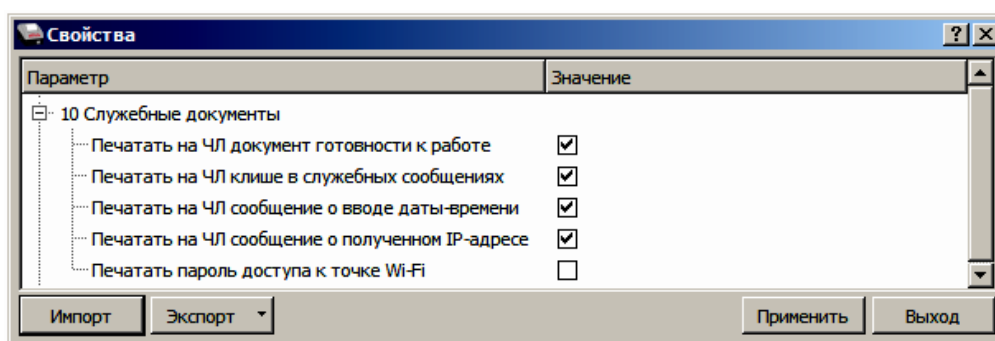 Свойства
Параметр Значение
10 Служебные документы
Печатать на ЧЛ документ готовности к работе
Печатать на ЧЛ клише в служебных сообщениях
Печатать на ЧЛ сообщение о вводе даты-времени
Печатать на ЧЛ сообщение о полученном IP-адресе
Печатать пароль доступа к точке Wi-Fi
Импорт Экспорт Применить Выход